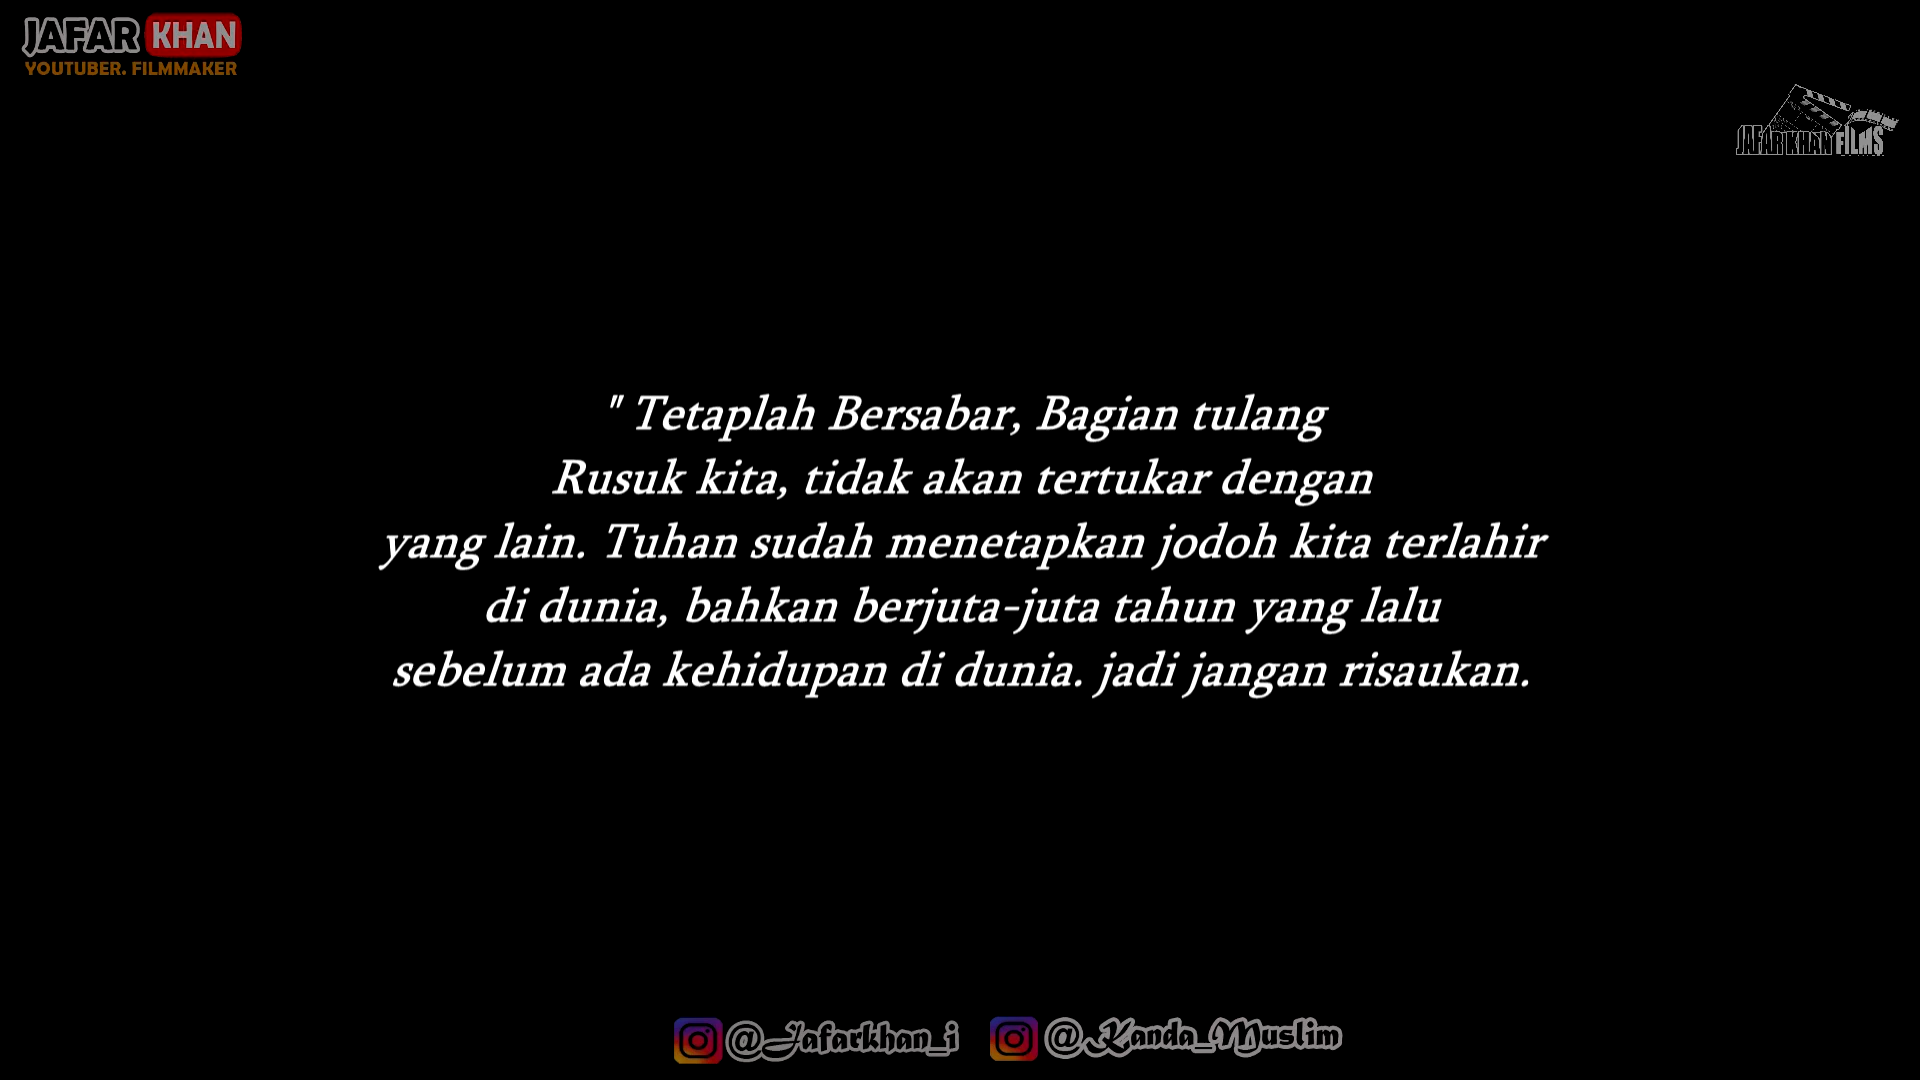 JAFAR KHAN
YOUTUBER. FILMMAKER
JAFAR KHAN FILMS
" Tetaplah Bersabar, Bagian tulang
Rusuk kita, tidak akan tertukar dengan
yang lain. Tuhan sudah menetapkan jodoh kita terlahir
di dunia, bahkan berjuta-juta tahun yang lalu
sebelum ada kehidupan di dunia. jadi jangan risaukan.
@Jafarkhan_i @Kanda_Muslim